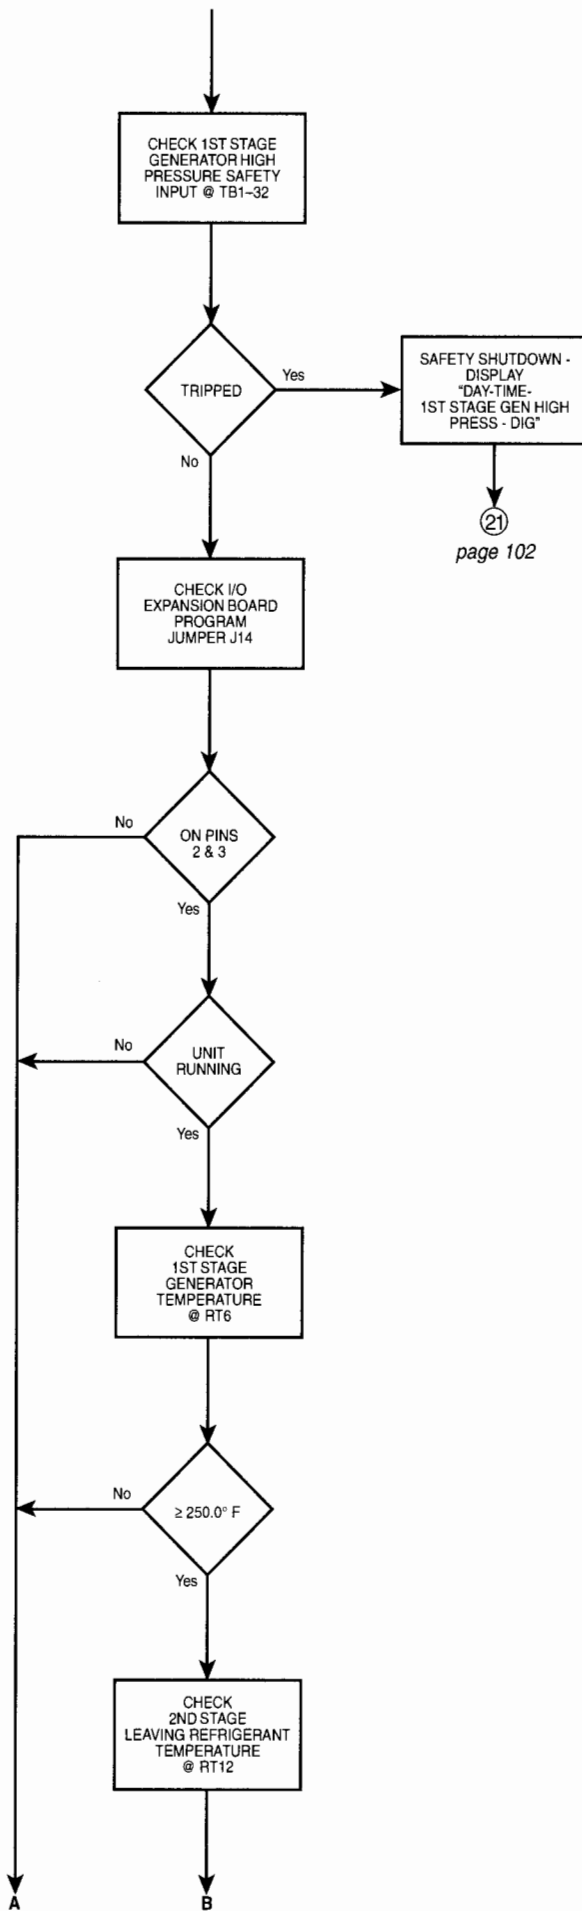 CHECK 1ST STAGE
GENERATOR HIGH
PRESSURE SAFETY
INPUT @ TB1–32
TRIPPED
Yes
SAFETY SHUTDOWN -
DISPLAY
"DAY-TIME-
1ST STAGE GEN HIGH
PRESS - DIG"
No
21
page 102
CHECK I/O
EXPANSION BOARD
PROGRAM
JUMPER J14
No
ON PINS
2 & 3
Yes
No
UNIT
RUNNING
Yes
CHECK
1ST STAGE
GENERATOR
TEMPERATURE
@ RT6
No
≥ 250.0° F
Yes
CHECK
2ND STAGE
LEAVING REFRIGERANT
TEMPERATURE
@ RT12
A
B